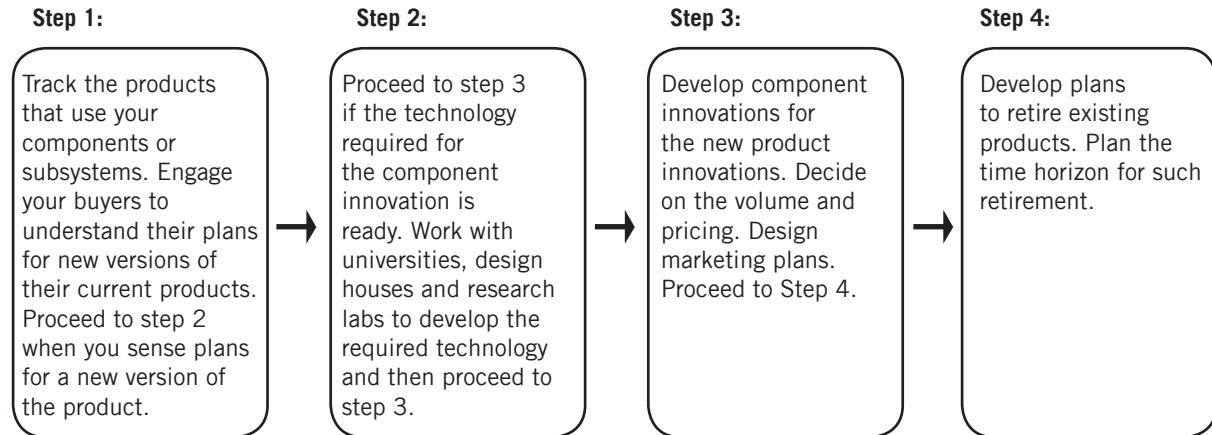 Step 1:
Track the products
that use your
components or
subsystems. Engage
your buyers to
understand their plans
for new versions of
their current products.
Proceed to step 2
when you sense plans
for a new version of
the product.
Step 2:
Proceed to step 3
if the technology
required for
the component
innovation is
ready. Work with
universities, design
houses and research
labs to develop the
required technology
and then proceed to
step 3.
Step 3:
Develop component
innovations for
the new product
innovations. Decide
on the volume and
pricing. Design
marketing plans.
Proceed to Step 4.
Step 4:
Develop plans
to retire existing
products. Plan the
time horizon for such
retirement.